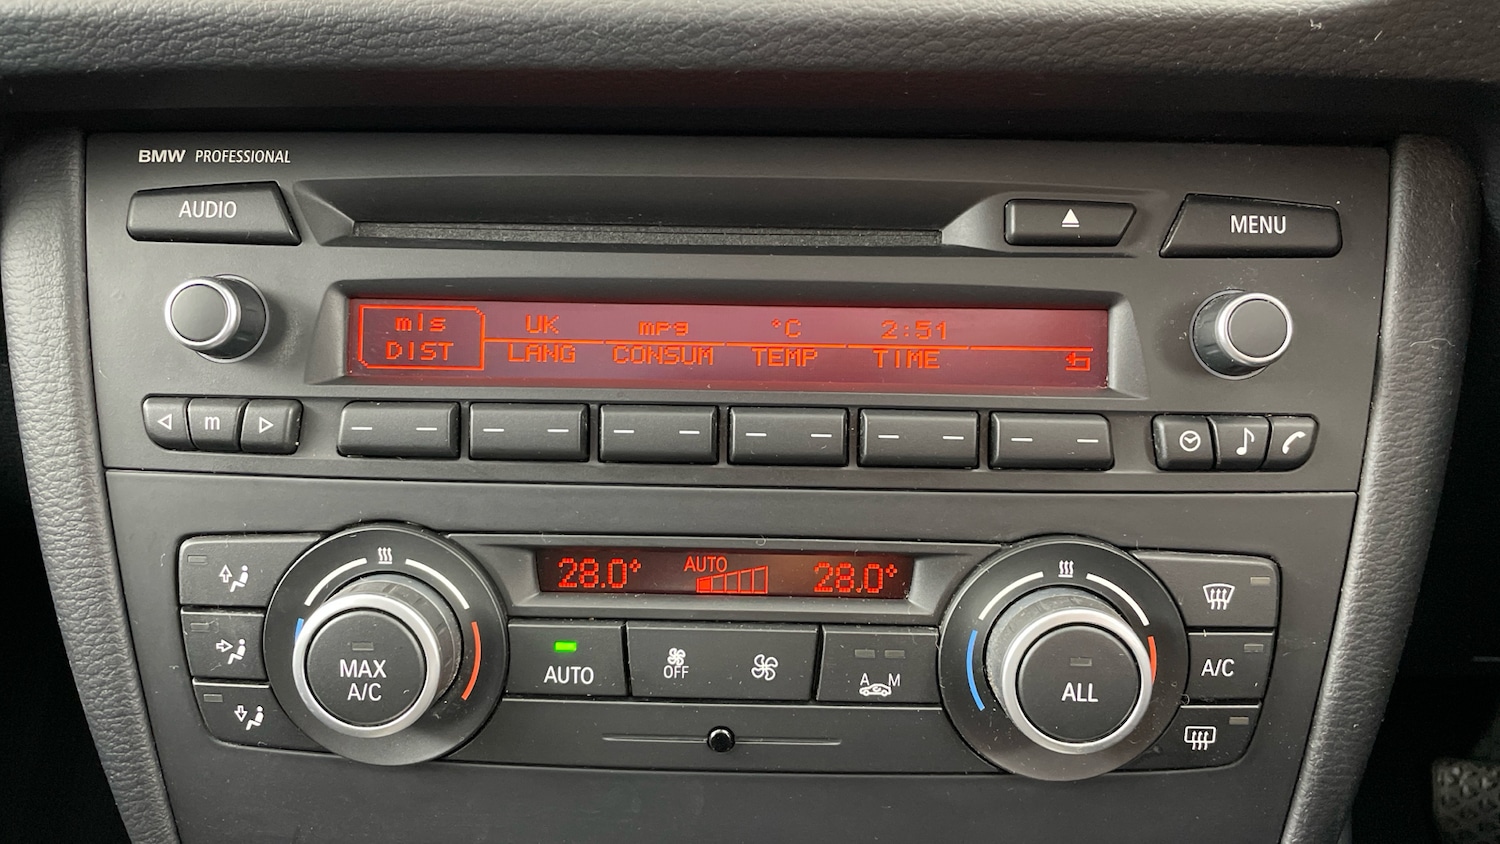 BMW PROFESSIONAL
AUDIO
MENU
mls UK mpg °C 2:51
DIST LANG CONSUM TEMP TIME
m
28.0° AUTO 28.0°
MAX
A/C
AUTO
OFF
A M
ALL
A/C